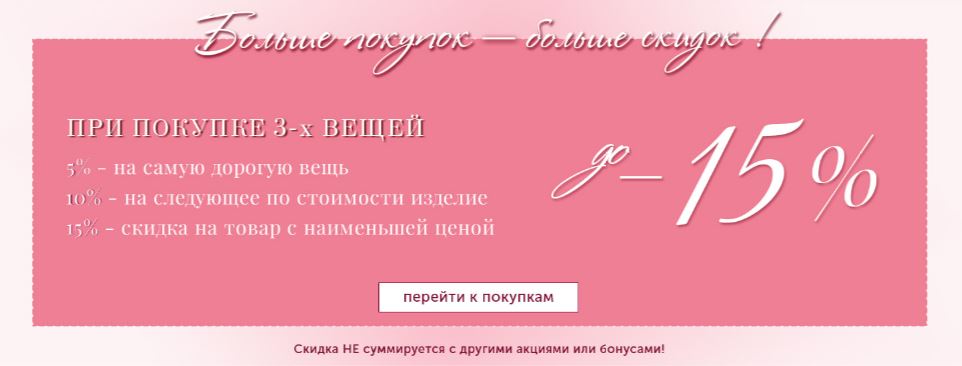 Больше покупок — больше скидок !
ПРИ ПОКУПКЕ 3-х ВЕЩЕЙ
5% - на самую дорогую вещь
10% - на следующее по стоимости изделие
15% - скидка на товар с наименьшей ценой
до – 15 %
перейти к покупкам
Скидка НЕ суммируется с другими акциями или бонусами!